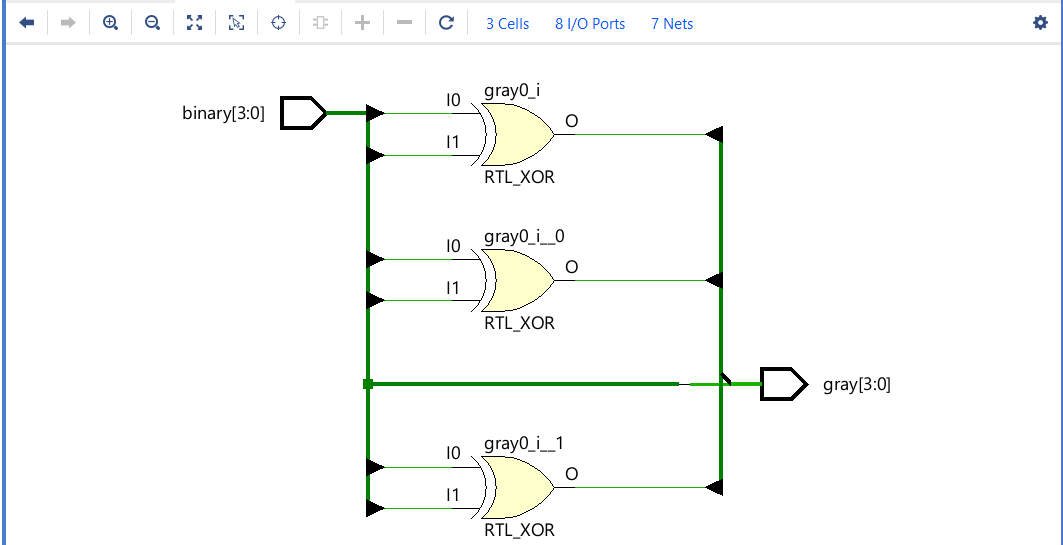 3 Cells 8 I/O Ports 7 Nets
gray0_i
binary[3:0]
I0
O
I1
RTL_XOR
gray0_i__0
I0
O
I1
RTL_XOR
gray[3:0]
gray0_i__1
I0
O
I1
RTL_XOR